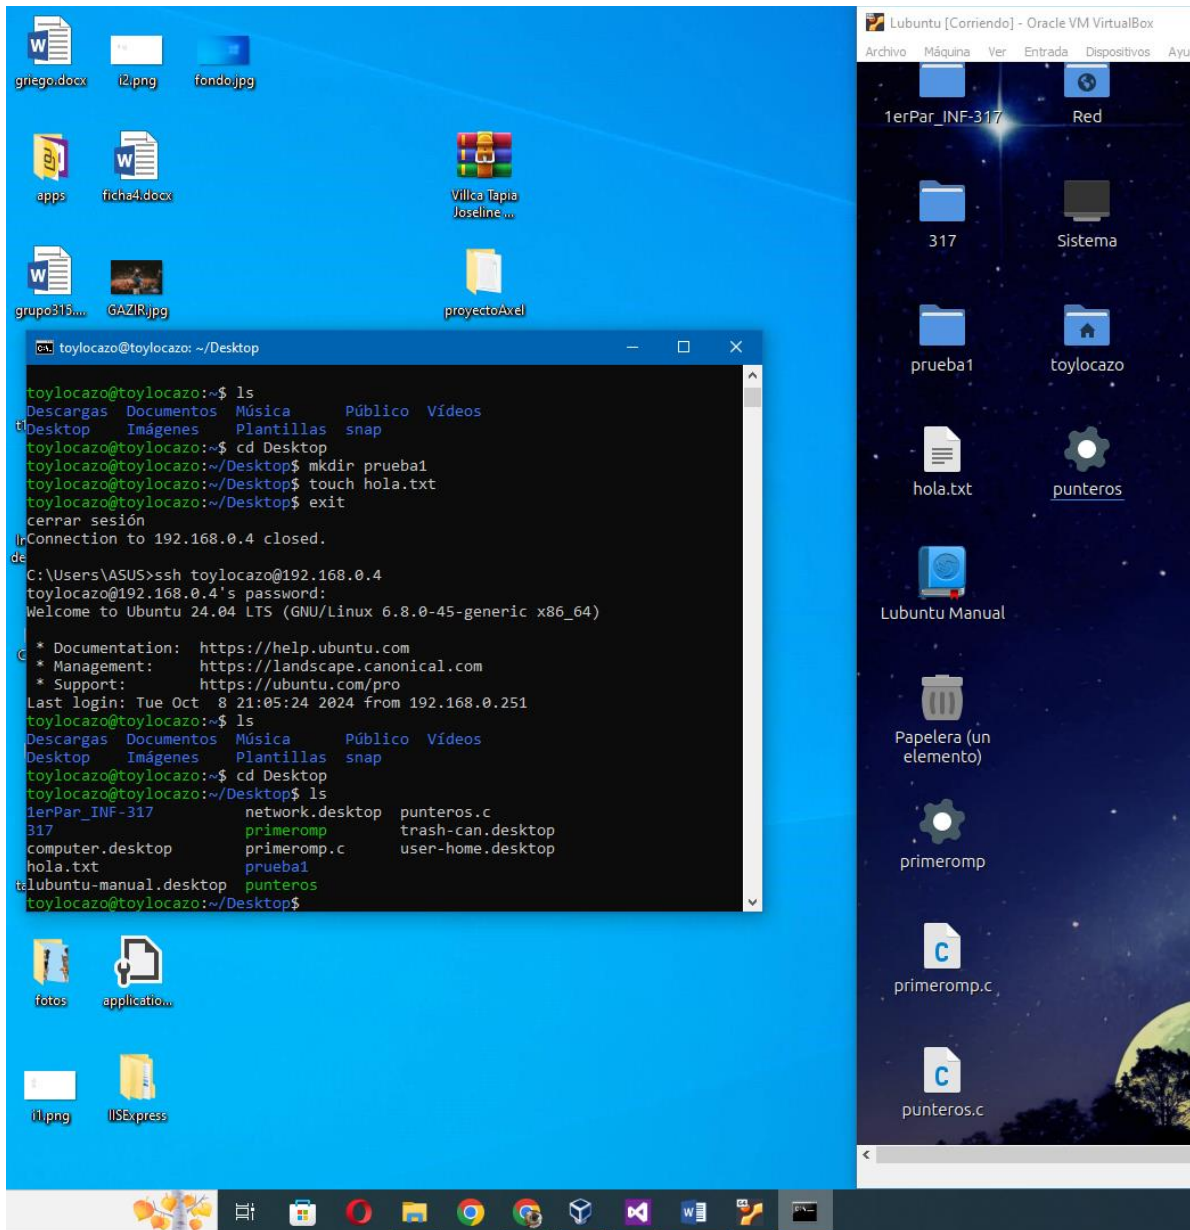 griego.docx
i2.png
fondo.jpg
apps
ficha4.docx
Villca Tapia
Joseline ...
grupo315....
GAZIR.jpg
proyectoAxel
toylocazo@toylocazo: ~/Desktop
toylocazo@toylocazo:~$ ls
Descargas Documentos Música Público Vídeos
Desktop Imágenes Plantillas snap
toylocazo@toylocazo:~$ cd Desktop
toylocazo@toylocazo:~/Desktop$ mkdir prueba1
toylocazo@toylocazo:~/Desktop$ touch hola.txt
toylocazo@toylocazo:~/Desktop$ exit
cerrar sesión
Connection to 192.168.0.4 closed.
C:\Users\ASUS>ssh toylocazo@192.168.0.4
toylocazo@192.168.0.4's password:
Welcome to Ubuntu 24.04 LTS (GNU/Linux 6.8.0-45-generic x86_64)
* Documentation: https://help.ubuntu.com
* Management: https://landscape.canonical.com
* Support: https://ubuntu.com/pro
Last login: Tue Oct 8 21:05:24 2024 from 192.168.0.251
toylocazo@toylocazo:~$ ls
Descargas Documentos Música Público Vídeos
Desktop Imágenes Plantillas snap
toylocazo@toylocazo:~$ cd Desktop
toylocazo@toylocazo:~/Desktop$ ls
1erPar_INF-317 network.desktop punteros.c
317 primeromp trash-can.desktop
computer.desktop primeromp.c user-home.desktop
hola.txt prueba1
lubuntu-manual.desktop punteros
toylocazo@toylocazo:~/Desktop$
fotos
applicatio...
i1.png
IISExpress
Lubuntu [Corriendo] - Oracle VM VirtualBox
Archivo Máquina Ver Entrada Dispositivos Ayu
1erPar_INF-317
Red
317
Sistema
prueba1
toylocazo
hola.txt
punteros
Lubuntu Manual
Papelera (un
elemento)
primeromp
primeromp.c
punteros.c